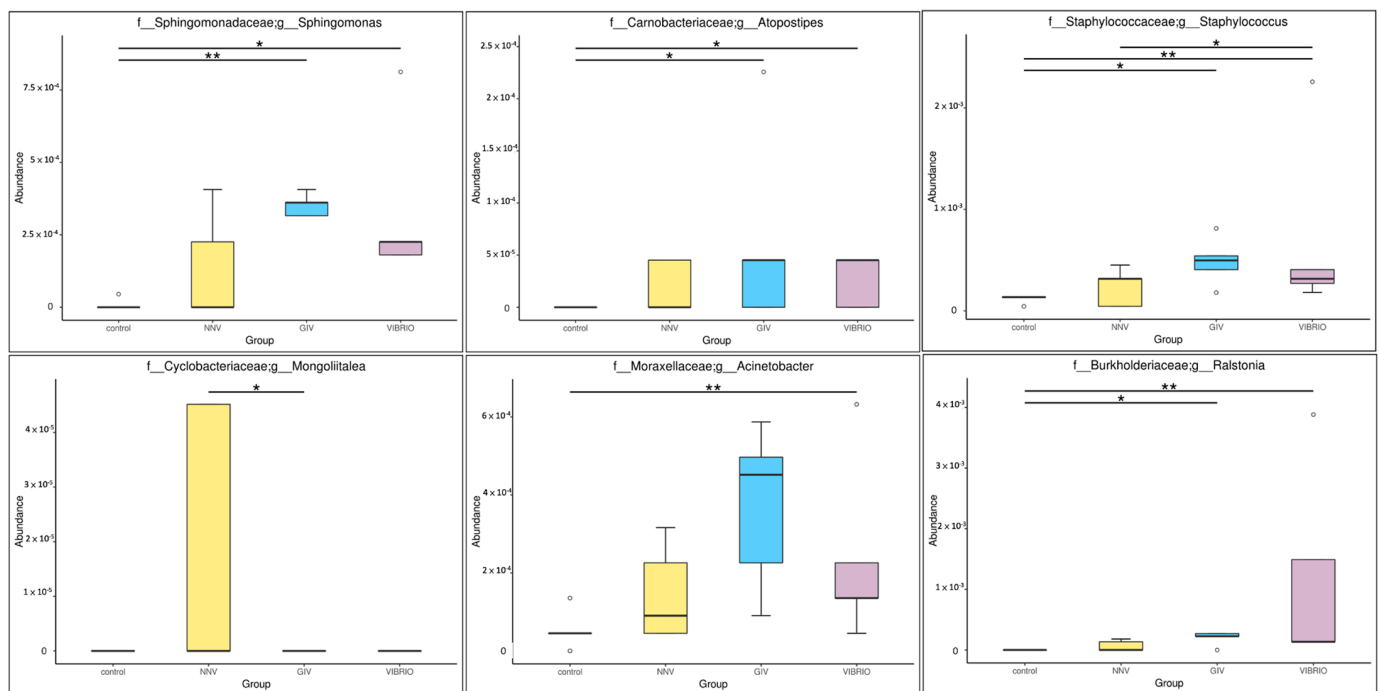 f__Sphingomonadaceae;g__Sphingomonas
*
**
7.5 × 10⁻⁴
5 × 10⁻⁴
2.5 × 10⁻⁴
0
Abundance
control NNV GIV VIBRIO
Group
f__Carnobacteriaceae;g__Atopostipes
*
*
2.5 × 10⁻⁴
2 × 10⁻⁴
1.5 × 10⁻⁴
1 × 10⁻⁴
5 × 10⁻⁵
0
Abundance
control NNV GIV VIBRIO
Group
f__Staphylococcaceae;g__Staphylococcus
*
**
*
2 × 10⁻³
1 × 10⁻³
0
Abundance
control NNV GIV VIBRIO
Group
f__Cyclobacteriaceae;g__Mongoliitalea
*
4 × 10⁻⁵
3 × 10⁻⁵
2 × 10⁻⁵
1 × 10⁻⁵
0
Abundance
control NNV GIV VIBRIO
Group
f__Moraxellaceae;g__Acinetobacter
**
6 × 10⁻⁴
4 × 10⁻⁴
2 × 10⁻⁴
0
Abundance
control NNV GIV VIBRIO
Group
f__Burkholderiaceae;g__Ralstonia
**
*
4 × 10⁻³
3 × 10⁻³
2 × 10⁻³
1 × 10⁻³
0
Abundance
control NNV GIV VIBRIO
Group